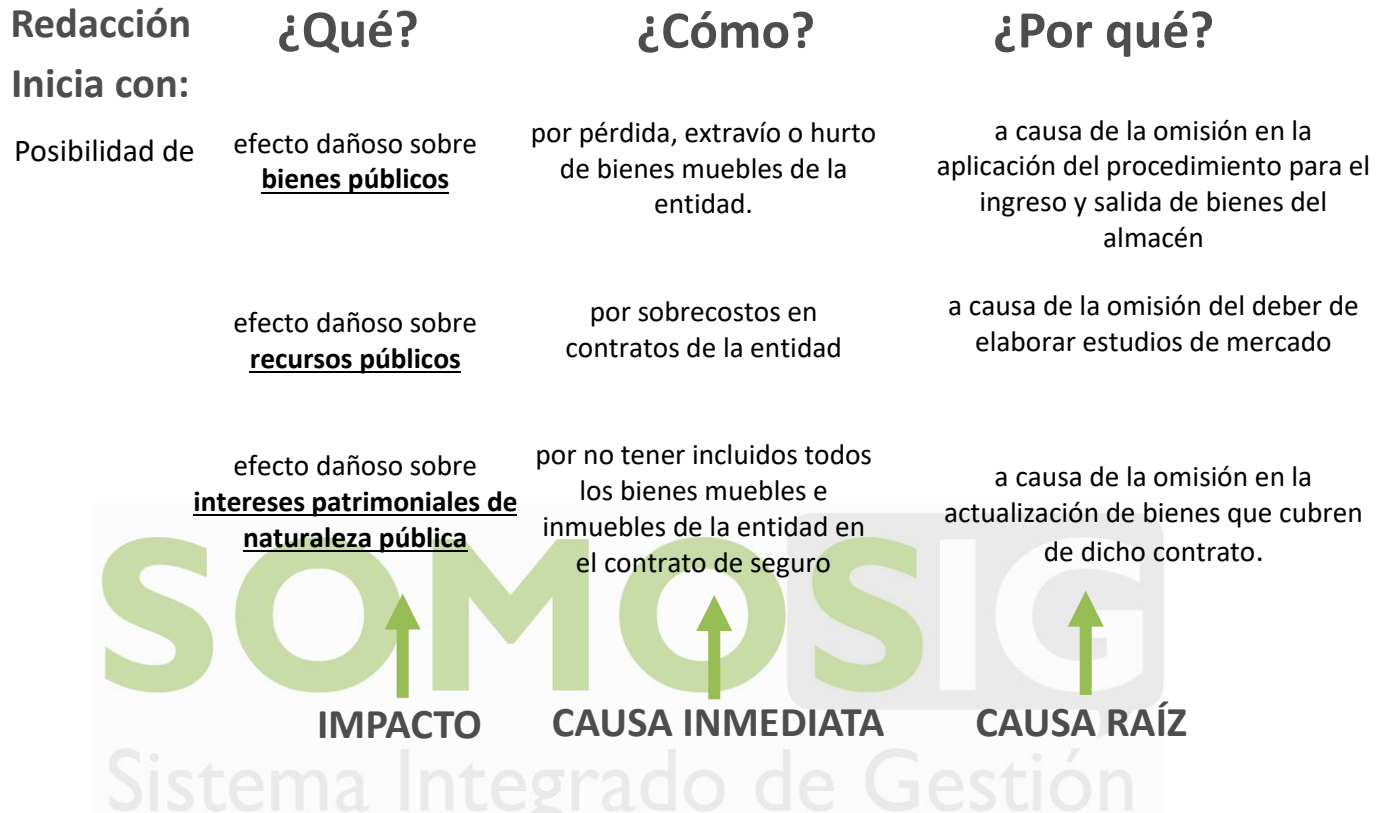 Redacción
Inicia con:
¿Qué?
¿Cómo?
¿Por qué?
Posibilidad de
efecto dañoso sobre
bienes públicos
por pérdida, extravío o hurto
de bienes muebles de la
entidad.
a causa de la omisión en la
aplicación del procedimiento para el
ingreso y salida de bienes del
almacén
efecto dañoso sobre
recursos públicos
por sobrecostos en
contratos de la entidad
a causa de la omisión del deber de
elaborar estudios de mercado
efecto dañoso sobre
intereses patrimoniales de
naturaleza pública
por no tener incluidos todos
los bienes muebles e
inmuebles de la entidad en
el contrato de seguro
a causa de la omisión en la
actualización de bienes que cubren
de dicho contrato.
SOMOSIG
IMPACTO
CAUSA INMEDIATA
CAUSA RAÍZ
Sistema Integrado de Gestión